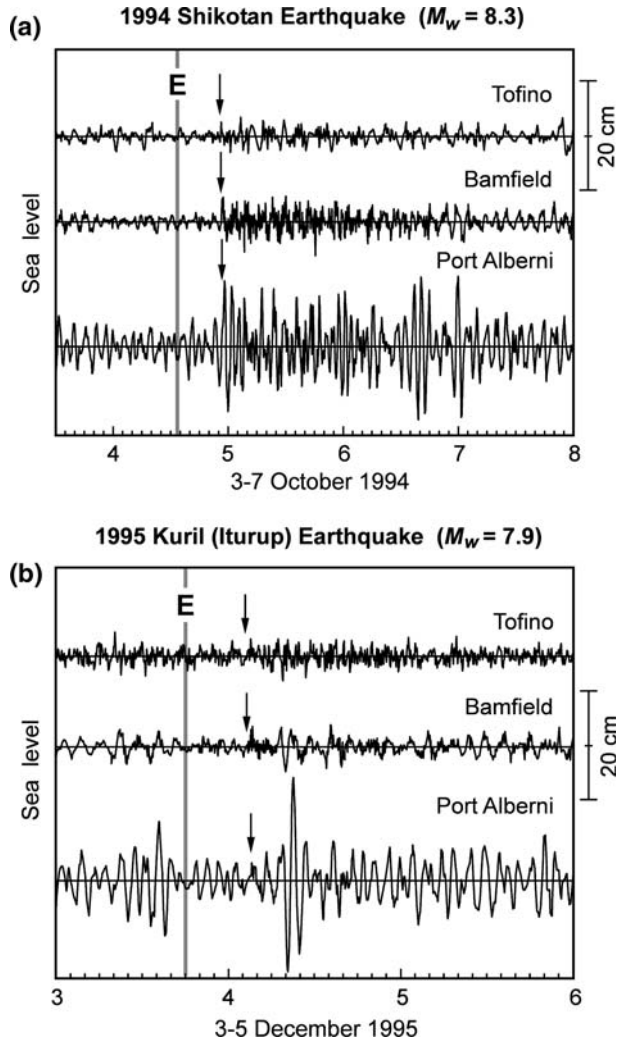 (a)
1994 Shikotan Earthquake (Mw = 8.3)
E
Tofino
20 cm
Bamfield
Port Alberni
Sea level
4 5 6 7 8
3-7 October 1994
1995 Kuril (Iturup) Earthquake (Mw = 7.9)
(b)
E
Tofino
Bamfield
20 cm
Port Alberni
Sea level
3 4 5 6
3-5 December 1995